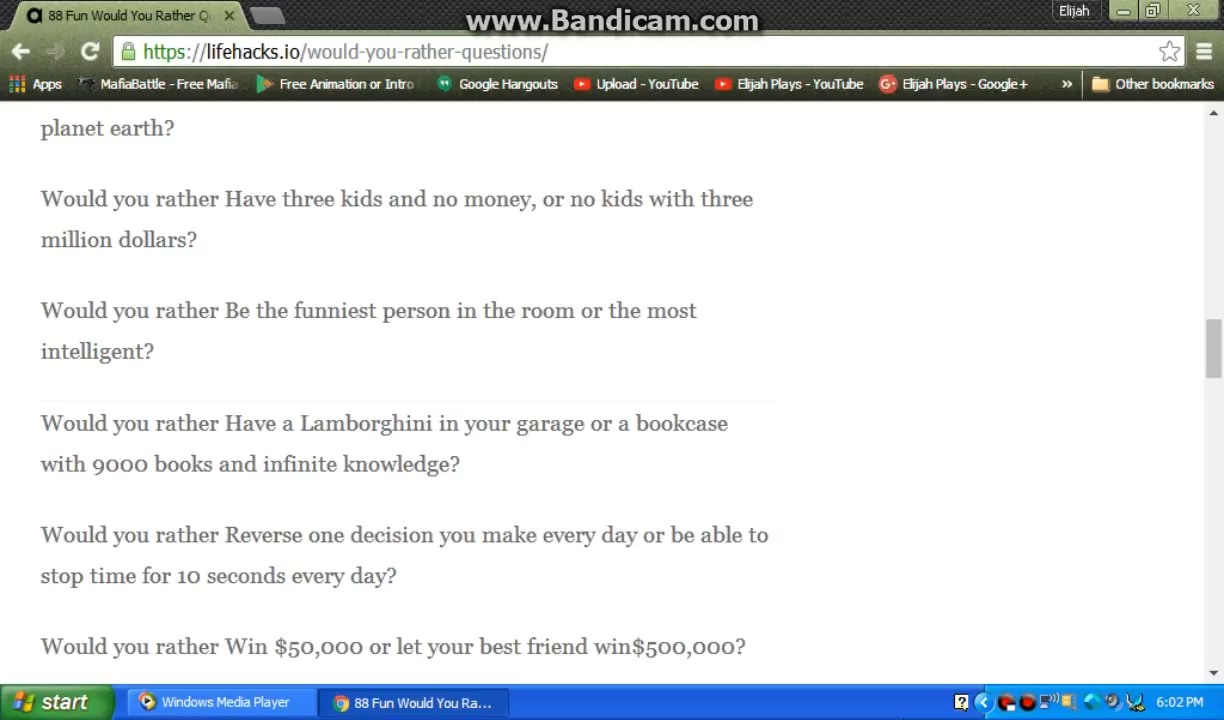 www.Bandicam.com
88 Fun Would You Rather Q
Elijah
https://lifehacks.io/would-you-rather-questions/
Apps MafiaBattle - Free Mafia Free Animation or Intro Google Hangouts Upload - YouTube Elijah Plays - YouTube Elijah Plays - Google+ » Other bookmarks
planet earth?
Would you rather Have three kids and no money, or no kids with three
million dollars?
Would you rather Be the funniest person in the room or the most
intelligent?
Would you rather Have a Lamborghini in your garage or a bookcase
with 9000 books and infinite knowledge?
Would you rather Reverse one decision you make every day or be able to
stop time for 10 seconds every day?
Would you rather Win $50,000 or let your best friend win$500,000?
start Windows Media Player 88 Fun Would You Ra... 6:02 PM